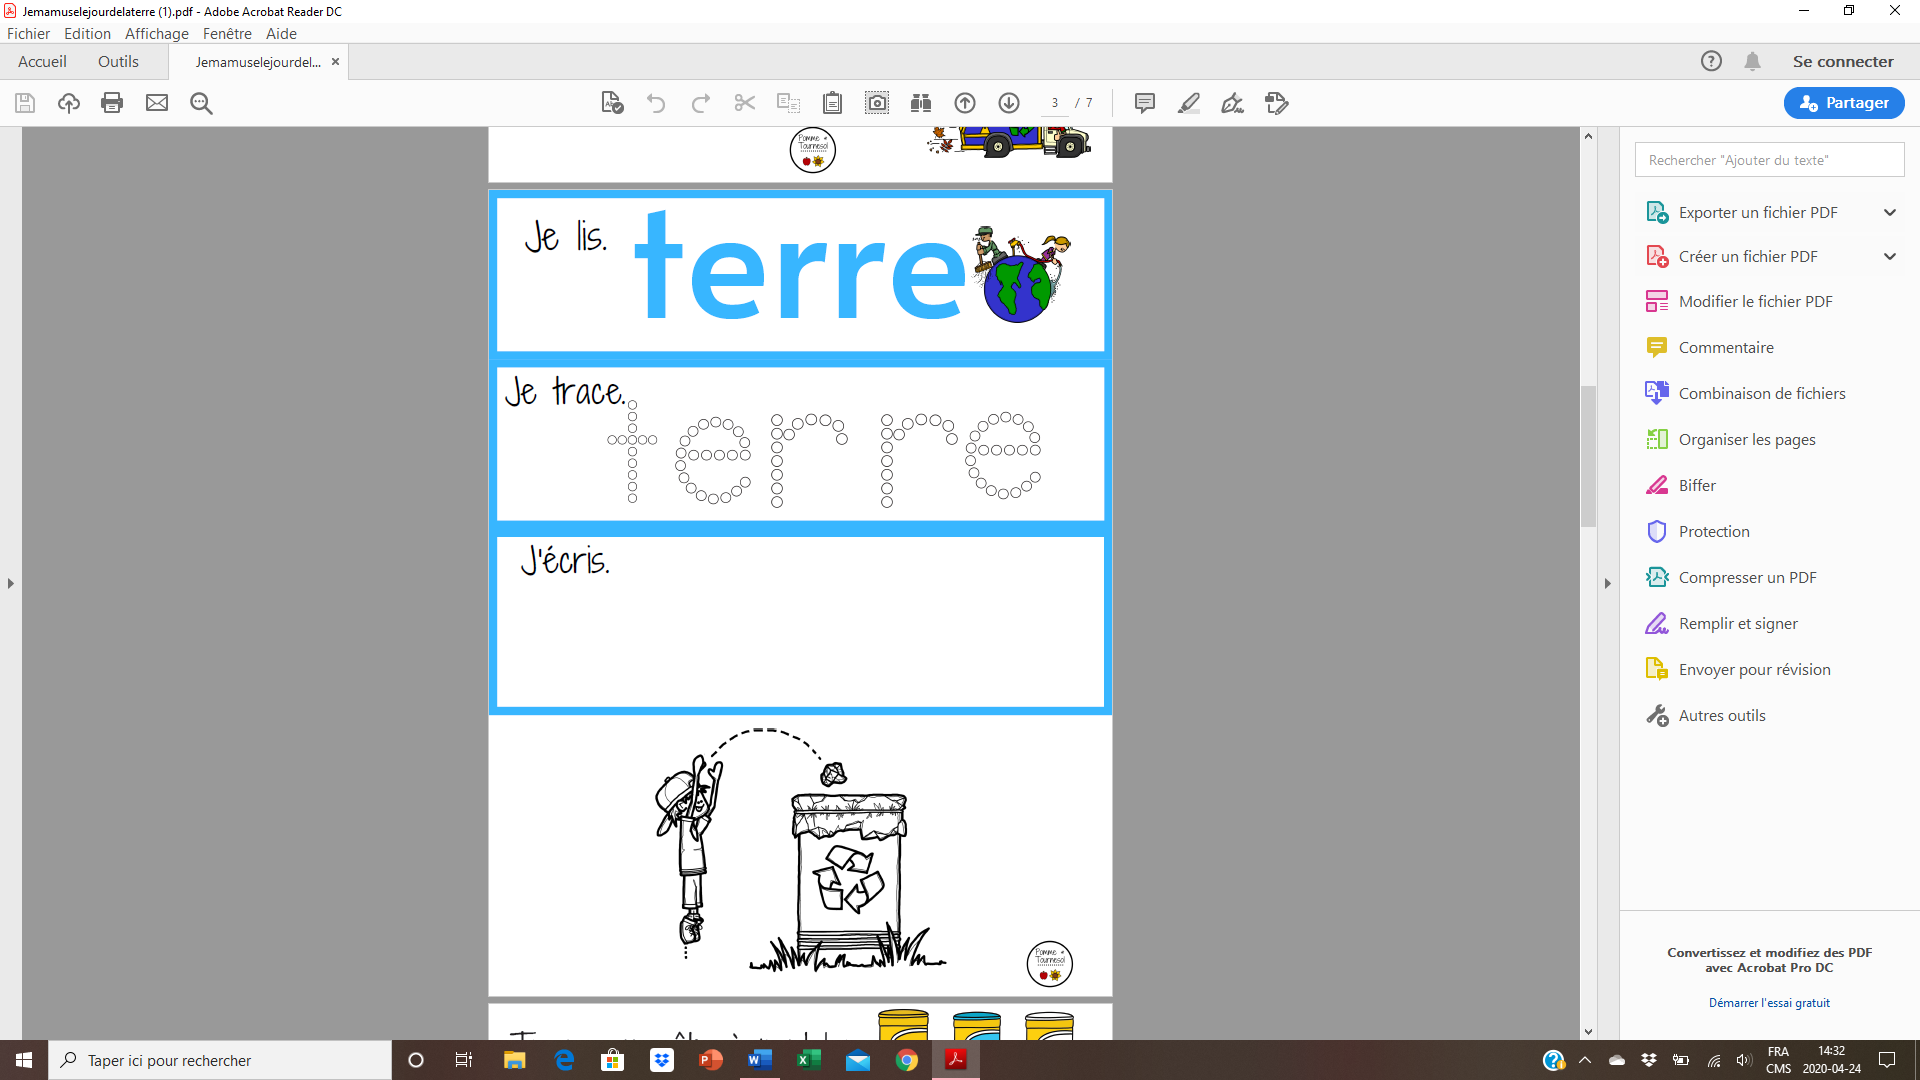 Jemamuselejourdelaterre (1).pdf - Adobe Acrobat Reader DC
Fichier Edition Affichage Fenêtre Aide
Accueil Outils Jemamuselejourdel... × Se connecter
3 / 7 Partager
Pomme
Tournesol
Je lis. terre
Je trace.
terre
J'écris.
Pomme
Tournesol
Rechercher "Ajouter du texte"
Exporter un fichier PDF
Créer un fichier PDF
Modifier le fichier PDF
Commentaire
Combinaison de fichiers
Organiser les pages
Biffer
Protection
Compresser un PDF
Remplir et signer
Envoyer pour révision
Autres outils
Convertissez et modifiez des PDF
avec Acrobat Pro DC
Démarrer l'essai gratuit
Taper ici pour rechercher
FRA
CMS
14:32
2020-04-24